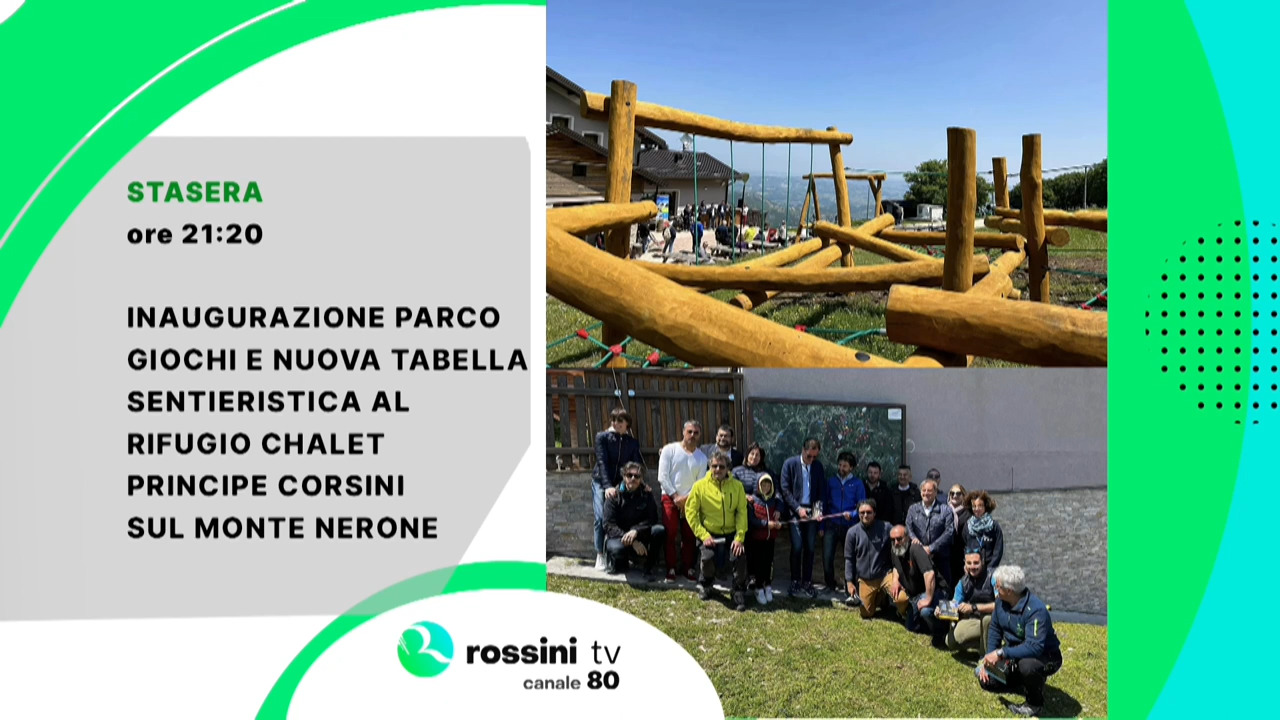 STASERA
ore 21:20
INAUGURAZIONE PARCO
GIOCHI E NUOVA TABELLA
SENTIERISTICA AL
RIFUGIO CHALET
PRINCIPE CORSINI
SUL MONTE NERONE
rossini tv
canale 80